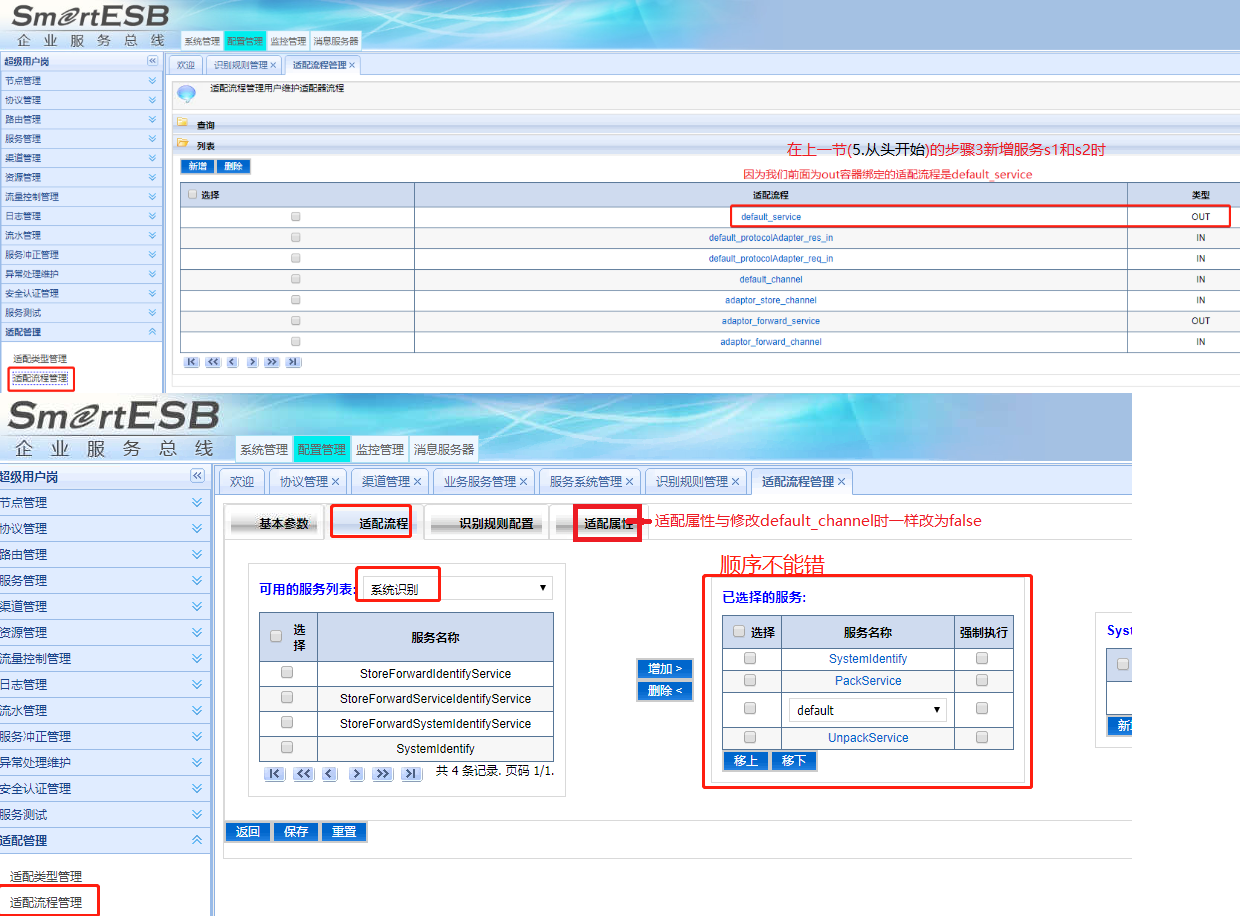 SmartESB
企 业 服 务 总 线
系统管理 配置管理 监控管理 消息服务器
超级用户岗
欢迎 识别规则管理 × 适配流程管理 ×
节点管理
协议管理
路由管理
服务管理
渠道管理
资源管理
流量控制管理
日志管理
流水管理
服务冲正管理
异常处理维护
安全认证管理
服务测试
适配管理
适配类型管理
适配流程管理
适配流程管理用户维护适配器流程
查询
列表
新增 删除
在上一节(5.从头开始)的步骤3新增服务s1和s2时
因为我们前面为out容器绑定的适配流程是default_service
选择 适配流程 类型
default_service OUT
default_protocolAdapter_res_in IN
default_protocolAdapter_req_in IN
default_channel IN
adaptor_store_channel IN
adaptor_forward_service OUT
adaptor_forward_channel IN
SmartESB
企 业 服 务 总 线
系统管理 配置管理 监控管理 消息服务器
超级用户岗
节点管理
协议管理
路由管理
服务管理
渠道管理
资源管理
流量控制管理
日志管理
流水管理
服务冲正管理
异常处理维护
安全认证管理
服务测试
适配管理
适配类型管理
适配流程管理
欢迎 协议管理 × 渠道管理 × 业务服务管理 × 服务系统管理 × 识别规则管理 × 适配流程管理 ×
基本参数 适配流程 识别规则配置 适配属性
适配属性与修改default_channel时一样改为false
顺序不能错
可用的服务列表: 系统识别
选择 服务名称
StoreForwardIdentifyService
StoreForwardServiceIdentifyService
StoreForwardSystemIdentifyService
SystemIdentify
共 4 条记录. 页码 1/1.
增加 >
删除 <
已选择的服务:
选择 服务名称 强制执行
SystemIdentify
PackService
default
UnpackService
移上 移下
Syst
新
返回 保存 重置